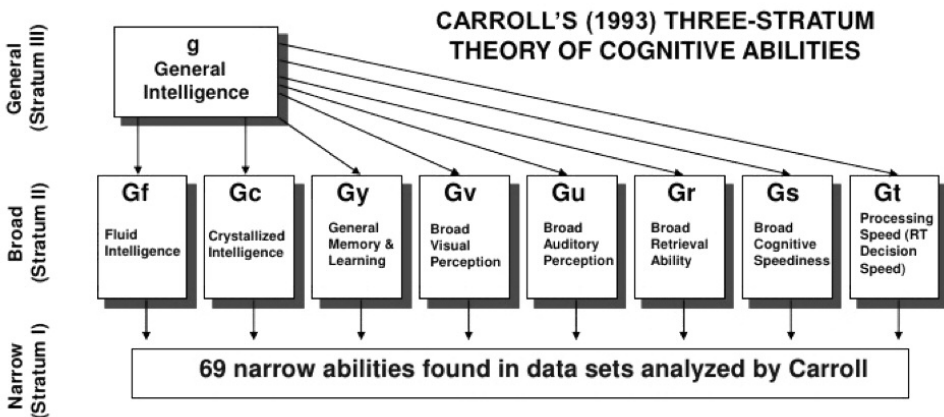 CARROLL'S (1993) THREE-STRATUM
THEORY OF COGNITIVE ABILITIES
General
(Stratum III)
g
General
Intelligence
Broad
(Stratum II)
Gf
Fluid
Intelligence
Gc
Crystallized
Intelligence
Gy
General
Memory &
Learning
Gv
Broad
Visual
Perception
Gu
Broad
Auditory
Perception
Gr
Broad
Retrieval
Ability
Gs
Broad
Cognitive
Speediness
Gt
Processing
Speed (RT
Decision
Speed)
Narrow
(Stratum I)
69 narrow abilities found in data sets analyzed by Carroll